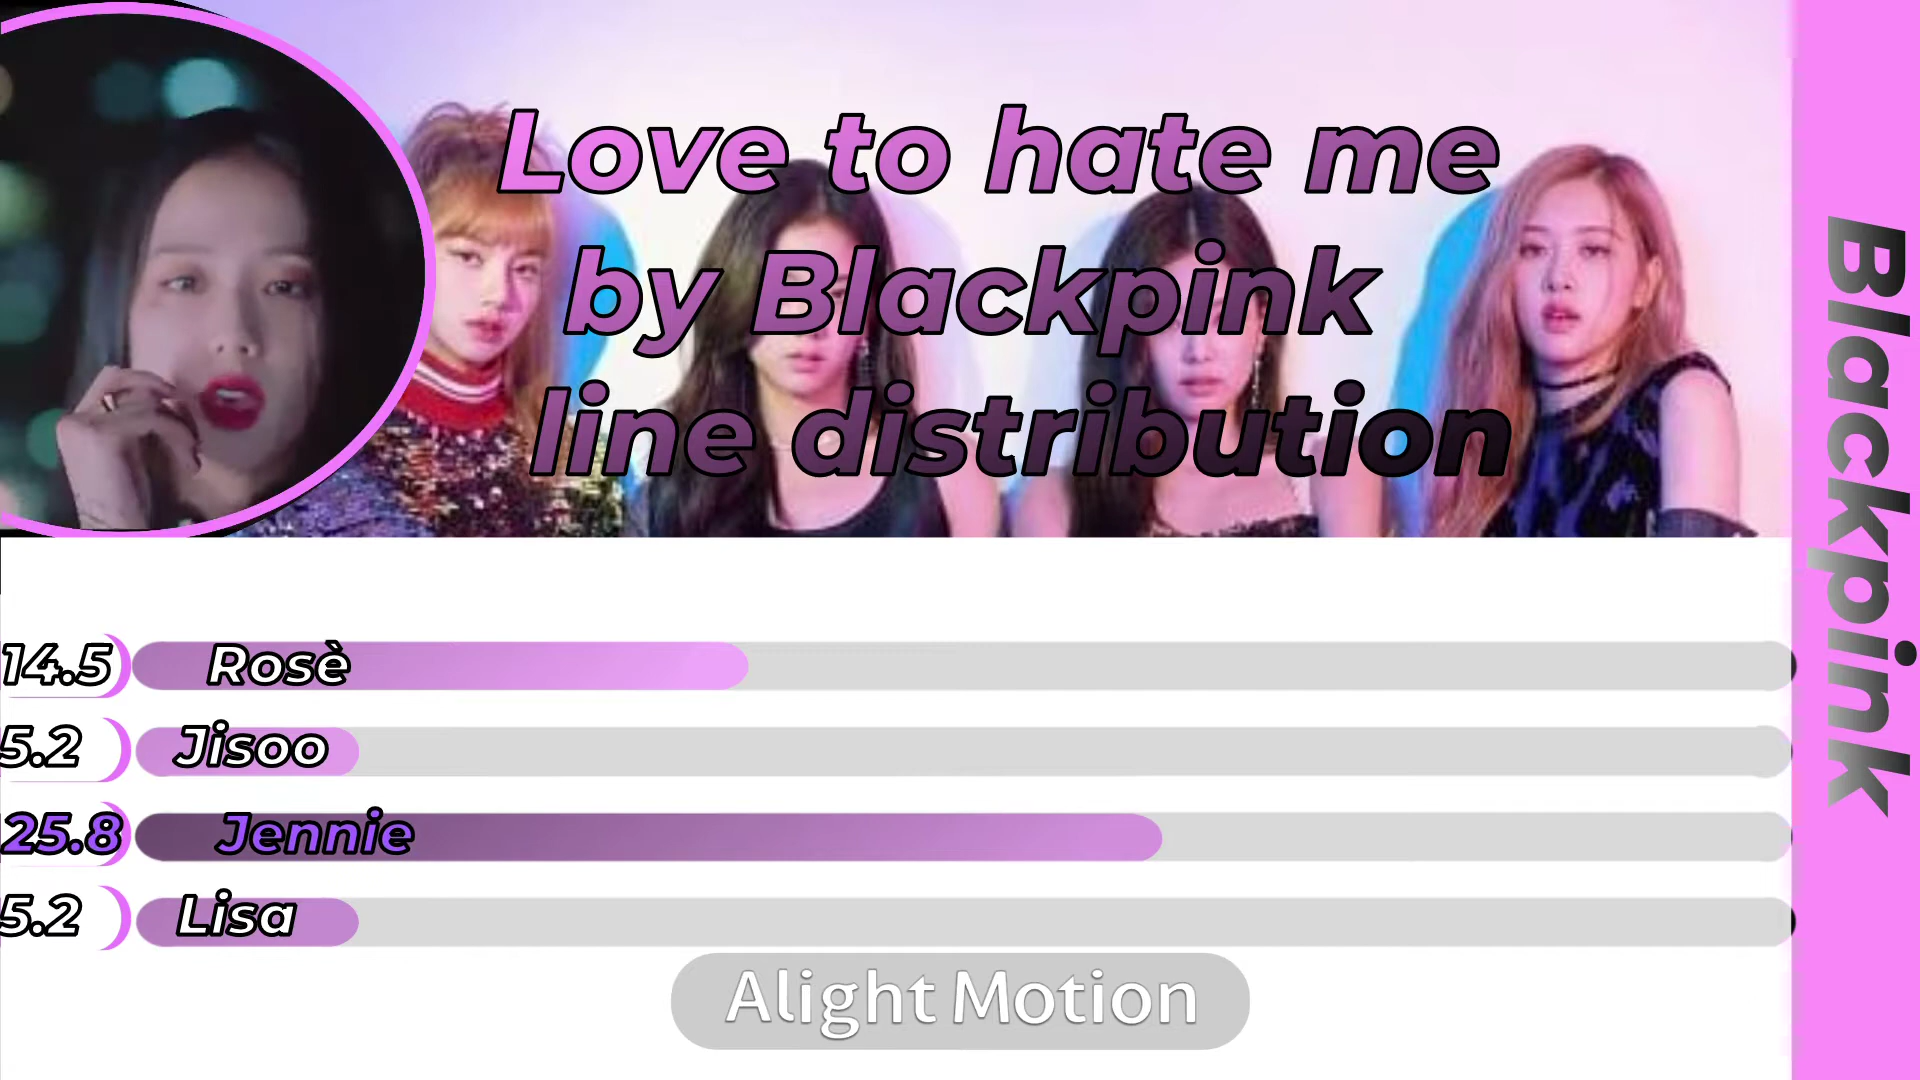 Love to hate me
by Blackpink
line distribution
Blackpink
14.5 Rosè
5.2 Jisoo
25.8 Jennie
5.2 Lisa
Alight Motion